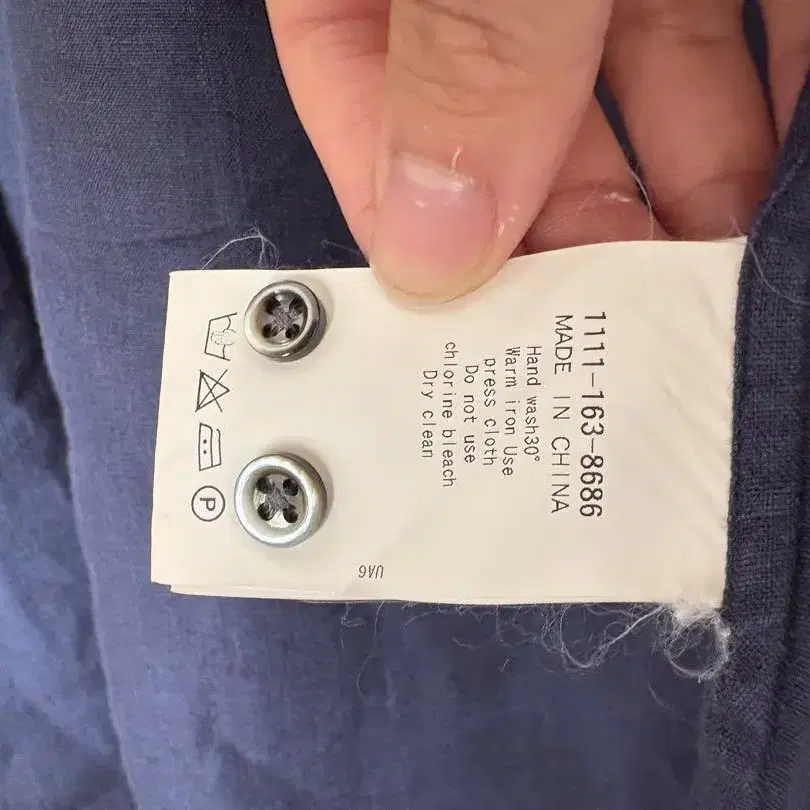 1111-163-8686
MADE IN CHINA
Hand wash30°
Warm iron Use
press cloth
Do not use
chlorine bleach
Dry clean
P
UA6